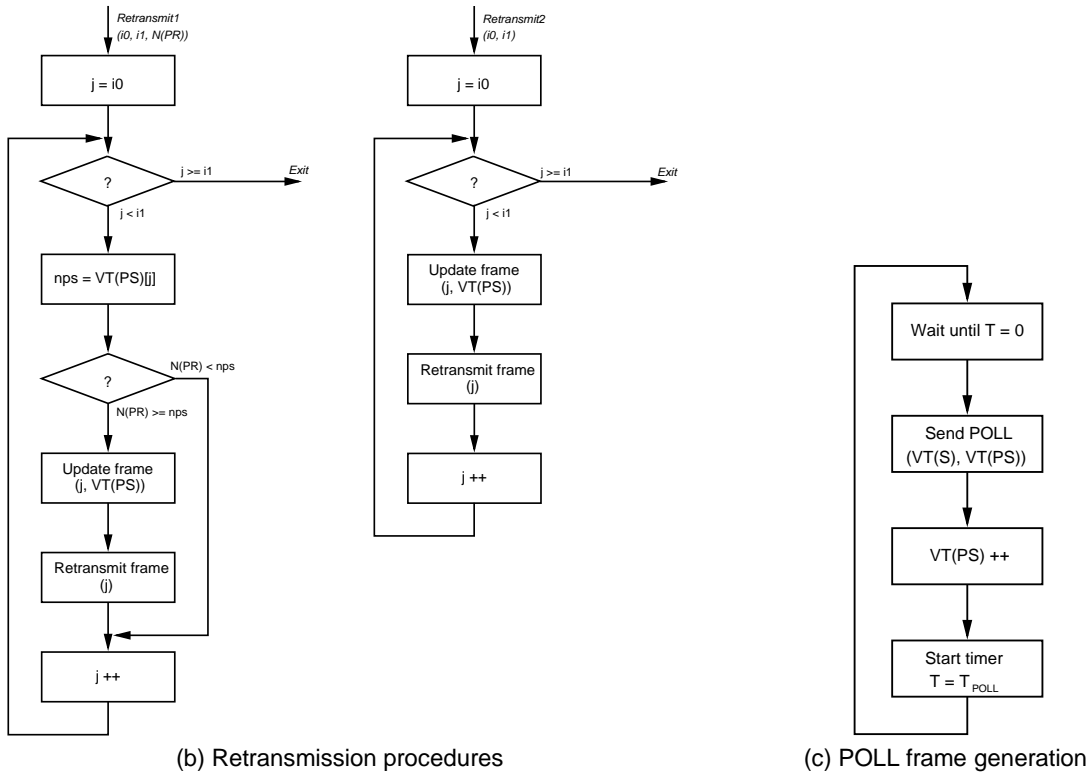 Retransmit1
(i0, i1, N(PR))
j = i0
?
j >= i1
Exit
j < i1
nps = VT(PS)[j]
?
N(PR) < nps
N(PR) >= nps
Update frame
(j, VT(PS))
Retransmit frame
(j)
j ++
Retransmit2
(i0, i1)
j = i0
?
j >= i1
Exit
j < i1
Update frame
(j, VT(PS))
Retransmit frame
(j)
j ++
(b) Retransmission procedures
Wait until T = 0
Send POLL
(VT(S), VT(PS))
VT(PS) ++
Start timer
T = T POLL
(c) POLL frame generation